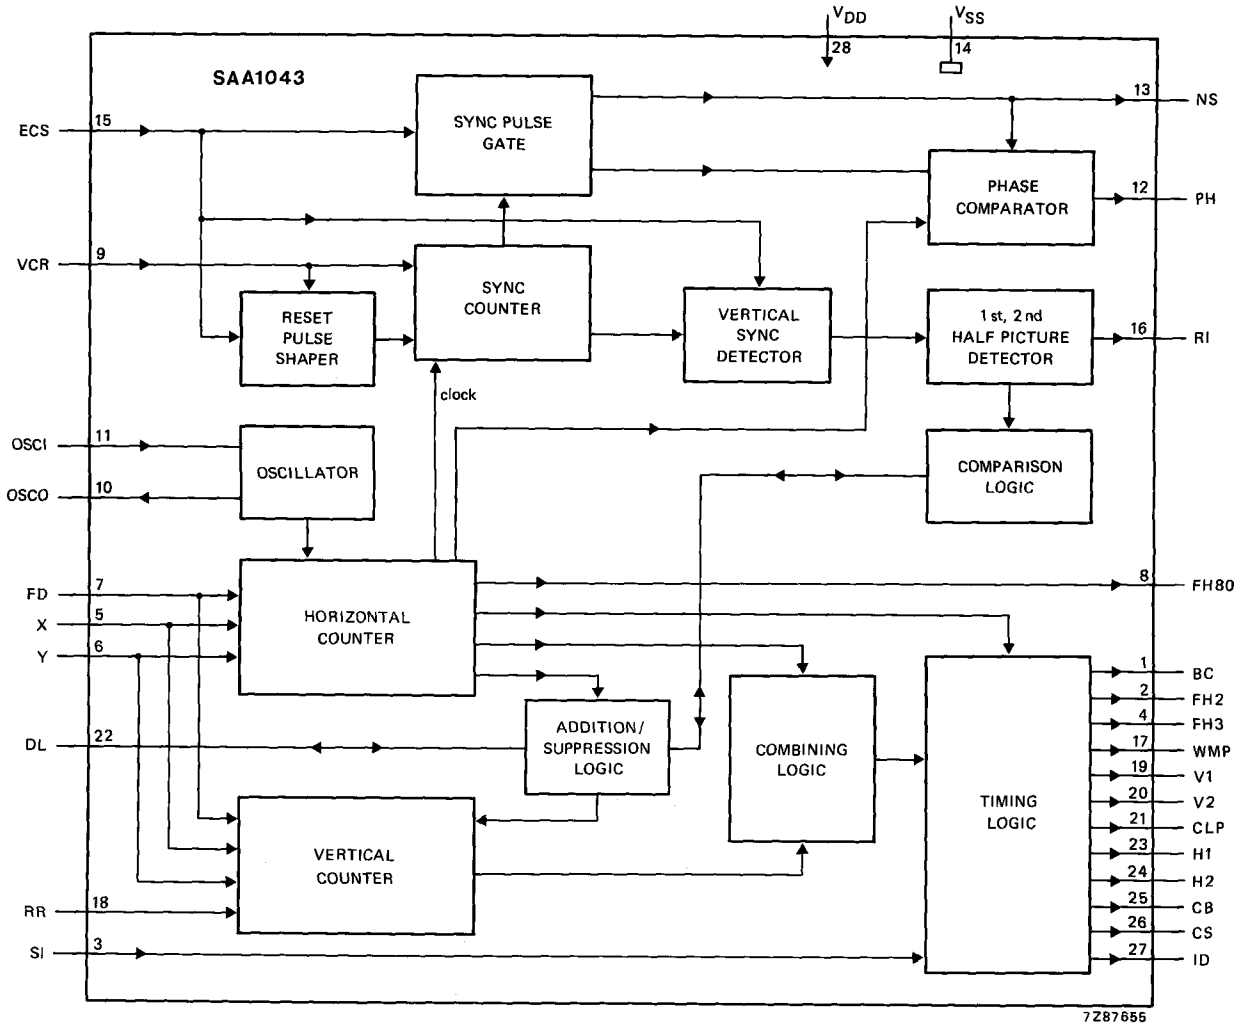 VDD
VSS
28
14
SAA1043
ECS
15
SYNC PULSE
GATE
13
NS
PHASE
COMPARATOR
12
PH
VCR
9
SYNC
COUNTER
RESET
PULSE
SHAPER
VERTICAL
SYNC
DETECTOR
1st, 2nd
HALF PICTURE
DETECTOR
16
RI
clock
OSCI
11
OSCO
10
OSCILLATOR
COMPARISON
LOGIC
FD
7
X
5
Y
6
HORIZONTAL
COUNTER
8
FH80
DL
22
ADDITION/
SUPPRESSION
LOGIC
COMBINING
LOGIC
TIMING
LOGIC
1
BC
2
FH2
4
FH3
17
WMP
19
V1
20
V2
21
CLP
23
H1
24
H2
25
CB
26
CS
27
ID
VERTICAL
COUNTER
RR
18
SI
3
7Z87655